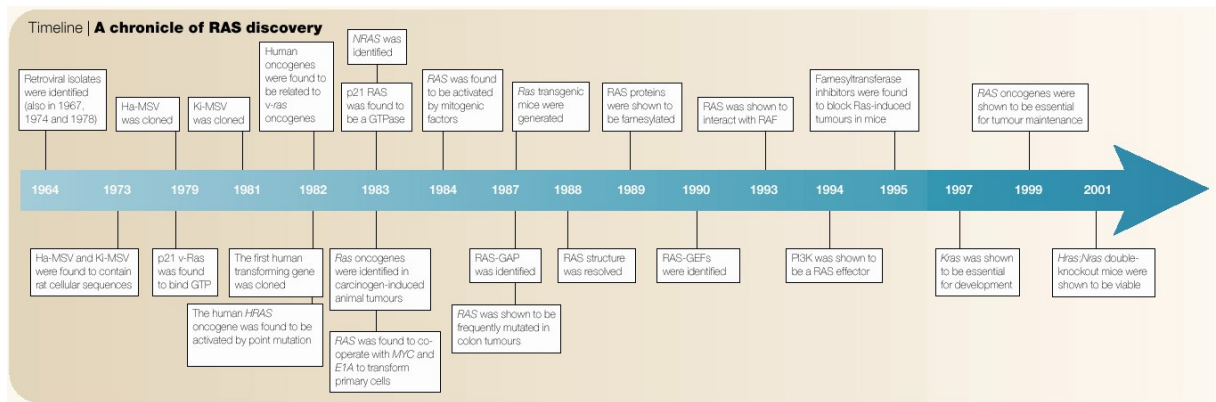 Timeline | A chronicle of RAS discovery
Retroviral isolates
were identified
(also in 1967,
1974 and 1978)
Ha-MSV
was cloned
Ki-MSV
was cloned
Human
oncogenes
were found to
be related to
v-ras
oncogenes
NRAS was
identified
p21 RAS
was found to
be a GTPase
RAS was found
to be activated
by mitogenic
factors
Ras transgenic
mice were
generated
RAS proteins
were shown to
be farnesylated
RAS was shown to
interact with RAF
Farnesyltransferase
inhibitors were found
to block Ras-induced
tumours in mice
RAS oncogenes were
shown to be essential
for tumour maintenance
1964 1973 1979 1981 1982 1983 1984 1987 1988 1989 1990 1993 1994 1995 1997 1999 2001
Ha-MSV and Ki-MSV
were found to contain
rat cellular sequences
p21 v-Ras
was found
to bind GTP
The first human
transforming gene
was cloned
The human HRAS
oncogene was found to be
activated by point mutation
Ras oncogenes
were identified in
carcinogen-induced
animal tumours
RAS was found to co-
operate with MYC and
E1A to transform
primary cells
RAS-GAP
was identified
RAS was shown to be
frequently mutated in
colon tumours
RAS structure
was resolved
RAS-GEFs
were identified
PI3K was shown to
be a RAS effector
Kras was shown
to be essential
for development
Hras;Nras double-
knockout mice were
shown to be viable